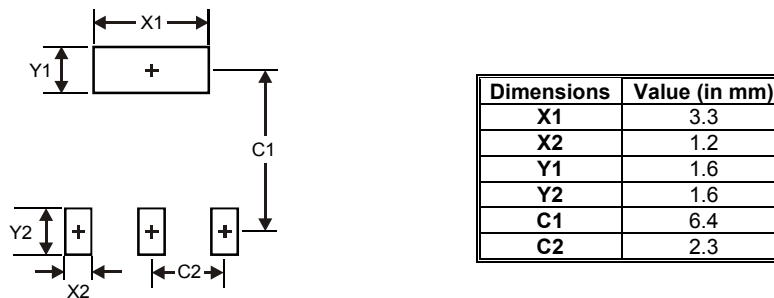 X1
Y1
C1
Y2
C2
X2
Dimensions Value (in mm)
X1 3.3
X2 1.2
Y1 1.6
Y2 1.6
C1 6.4
C2 2.3